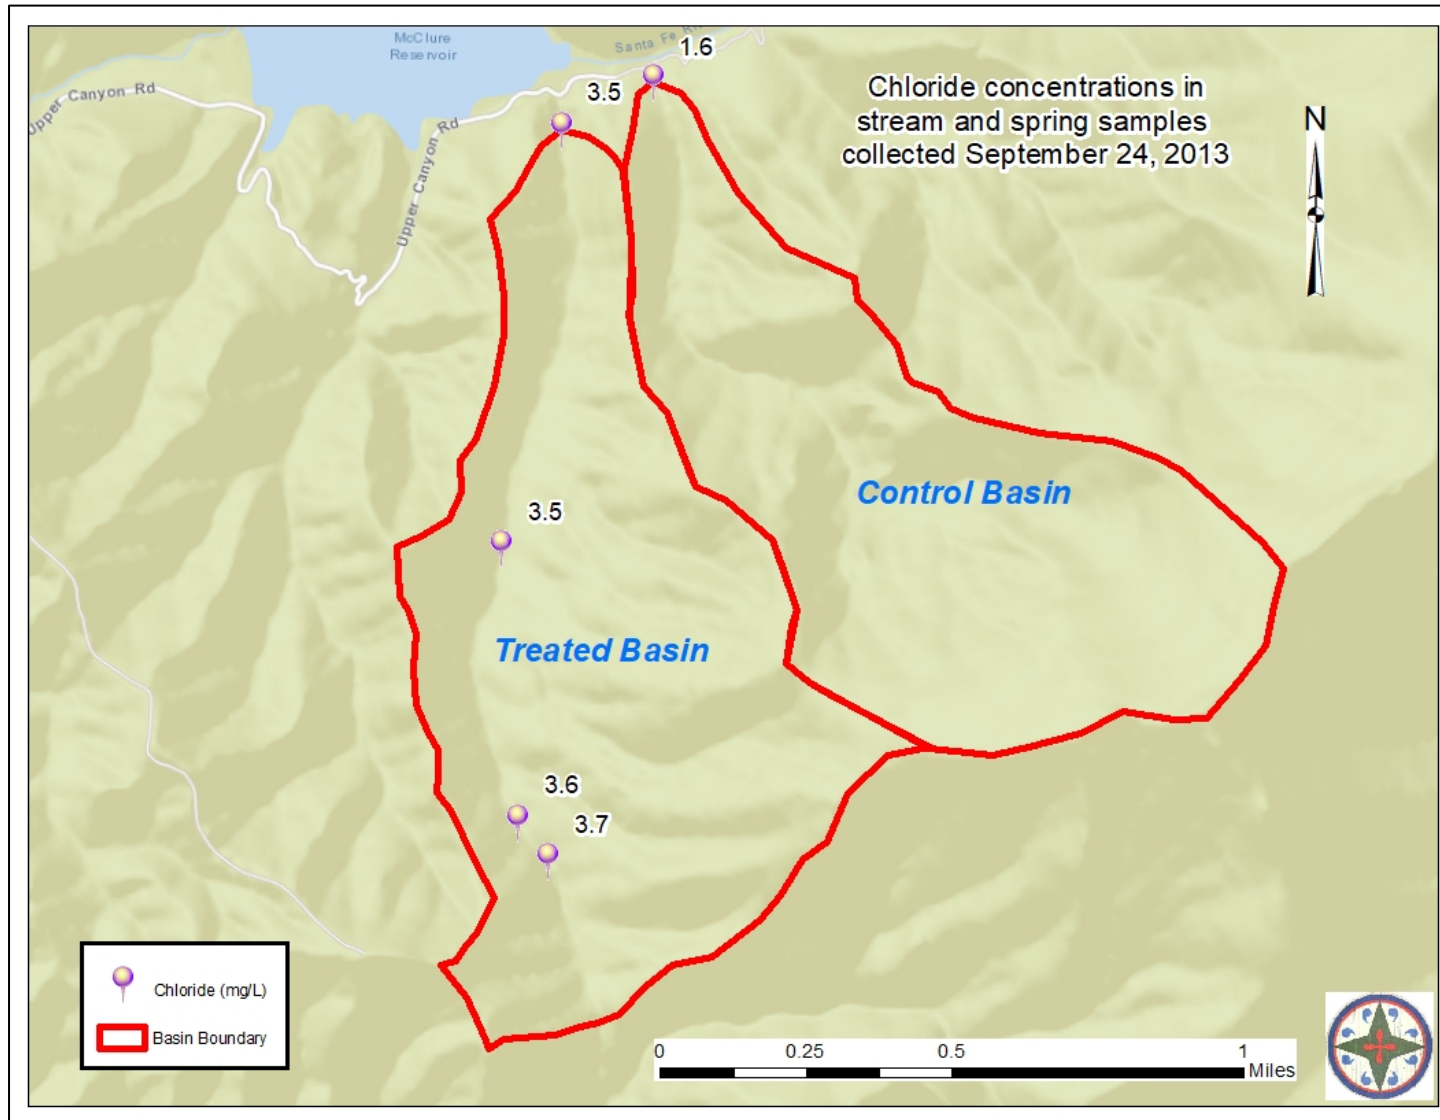 McClure
Reservoir
Santa Fe
1.6
Upper Canyon Rd
3.5
Chloride concentrations in
stream and spring samples
collected September 24, 2013
N
Upper Canyon Rd
Control Basin
3.5
Treated Basin
3.6
3.7
Chloride (mg/L)
Basin Boundary
0 0.25 0.5 1
Miles